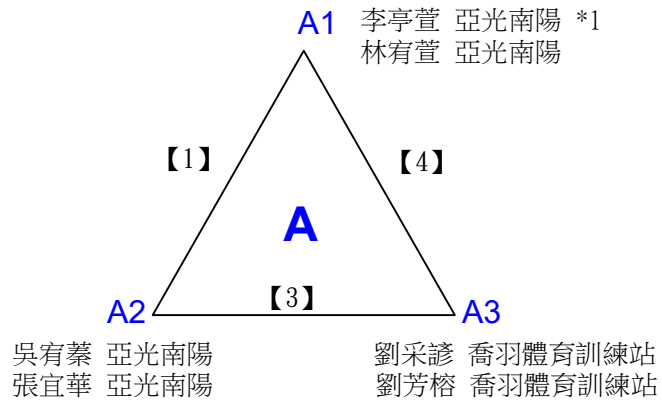 A1 李亭萱 亞光南陽 *1
林宥萱 亞光南陽
【1】 【4】
A
【3】
A2 A3
吳宥蓁 亞光南陽 劉采諺 喬羽體育訓練站
張宜華 亞光南陽 劉芳榕 喬羽體育訓練站